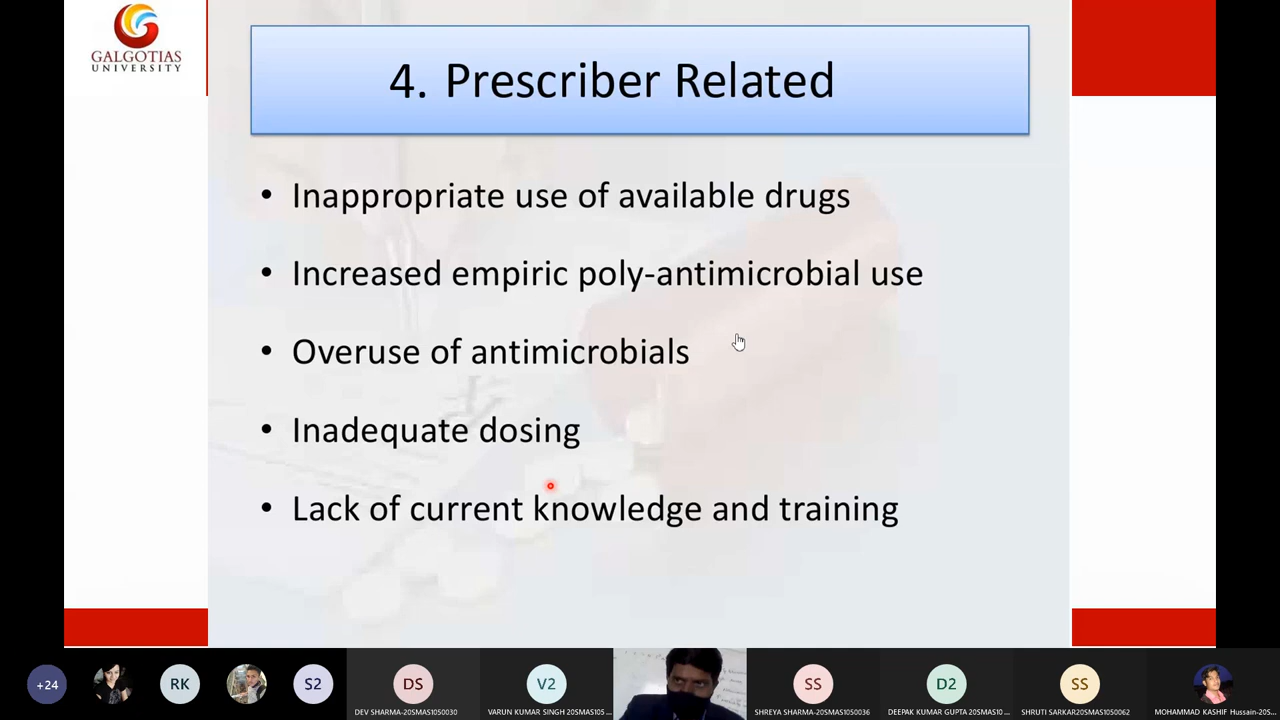 GALGOTIAS
UNIVERSITY
4. Prescriber Related
• Inappropriate use of available drugs
• Increased empiric poly-antimicrobial use
• Overuse of antimicrobials
• Inadequate dosing
• Lack of current knowledge and training
+24
RK
S2
DS
DEV SHARMA-20SMAS1050030
V2
VARUN KUMAR SINGH 20SMAS105...
SS
SHREYA SHARMA-20SMAS1050036
D2
DEEPAK KUMAR GUPTA 20SMAS10...
SS
SHRUTI SARKAR20SMAS1050062
MOHAMMAD KASHIF Hussain-20S...